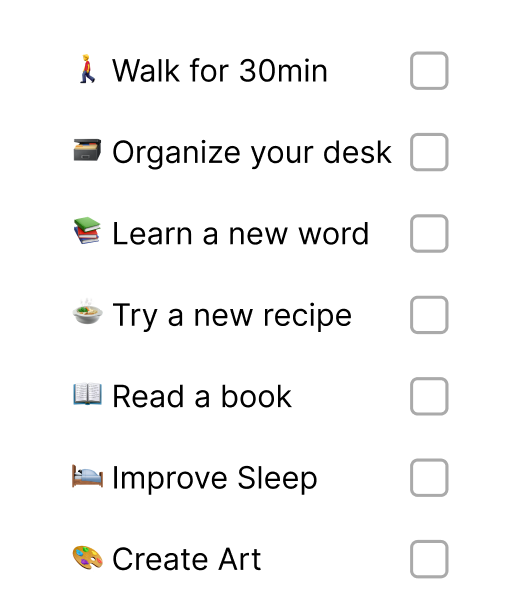 Walk for 30min
Organize your desk
Learn a new word
Try a new recipe
Read a book
Improve Sleep
Create Art